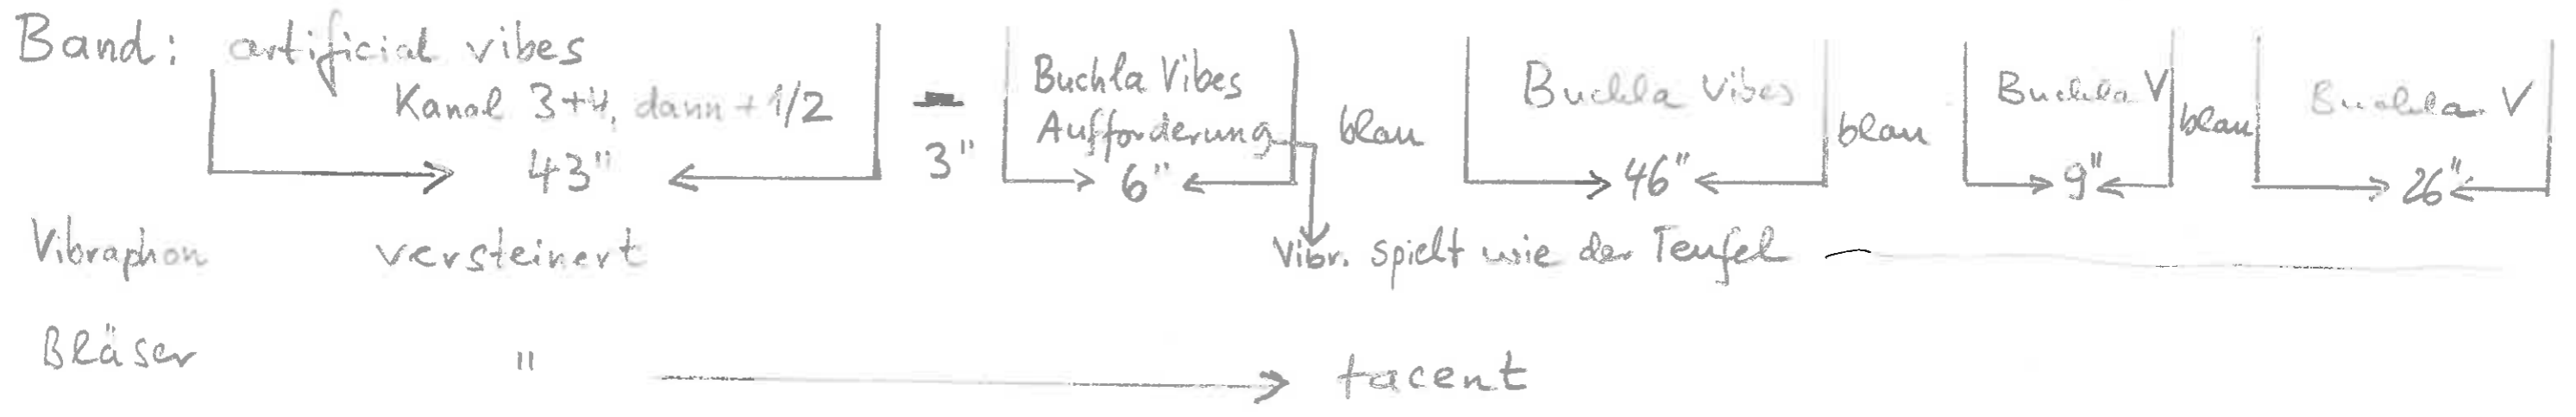 Band: artificial vibes
Kanal 3+4, dann + 1/2
43"
3"
Buchla Vibes
Aufforderung
6"
blau
Buchla Vibes
46"
blau
Buchla V
9"
blau
Buchla V
26"
Vibraphon versteinert Vibr. spielt wie der Teufel
Bläser " tacent